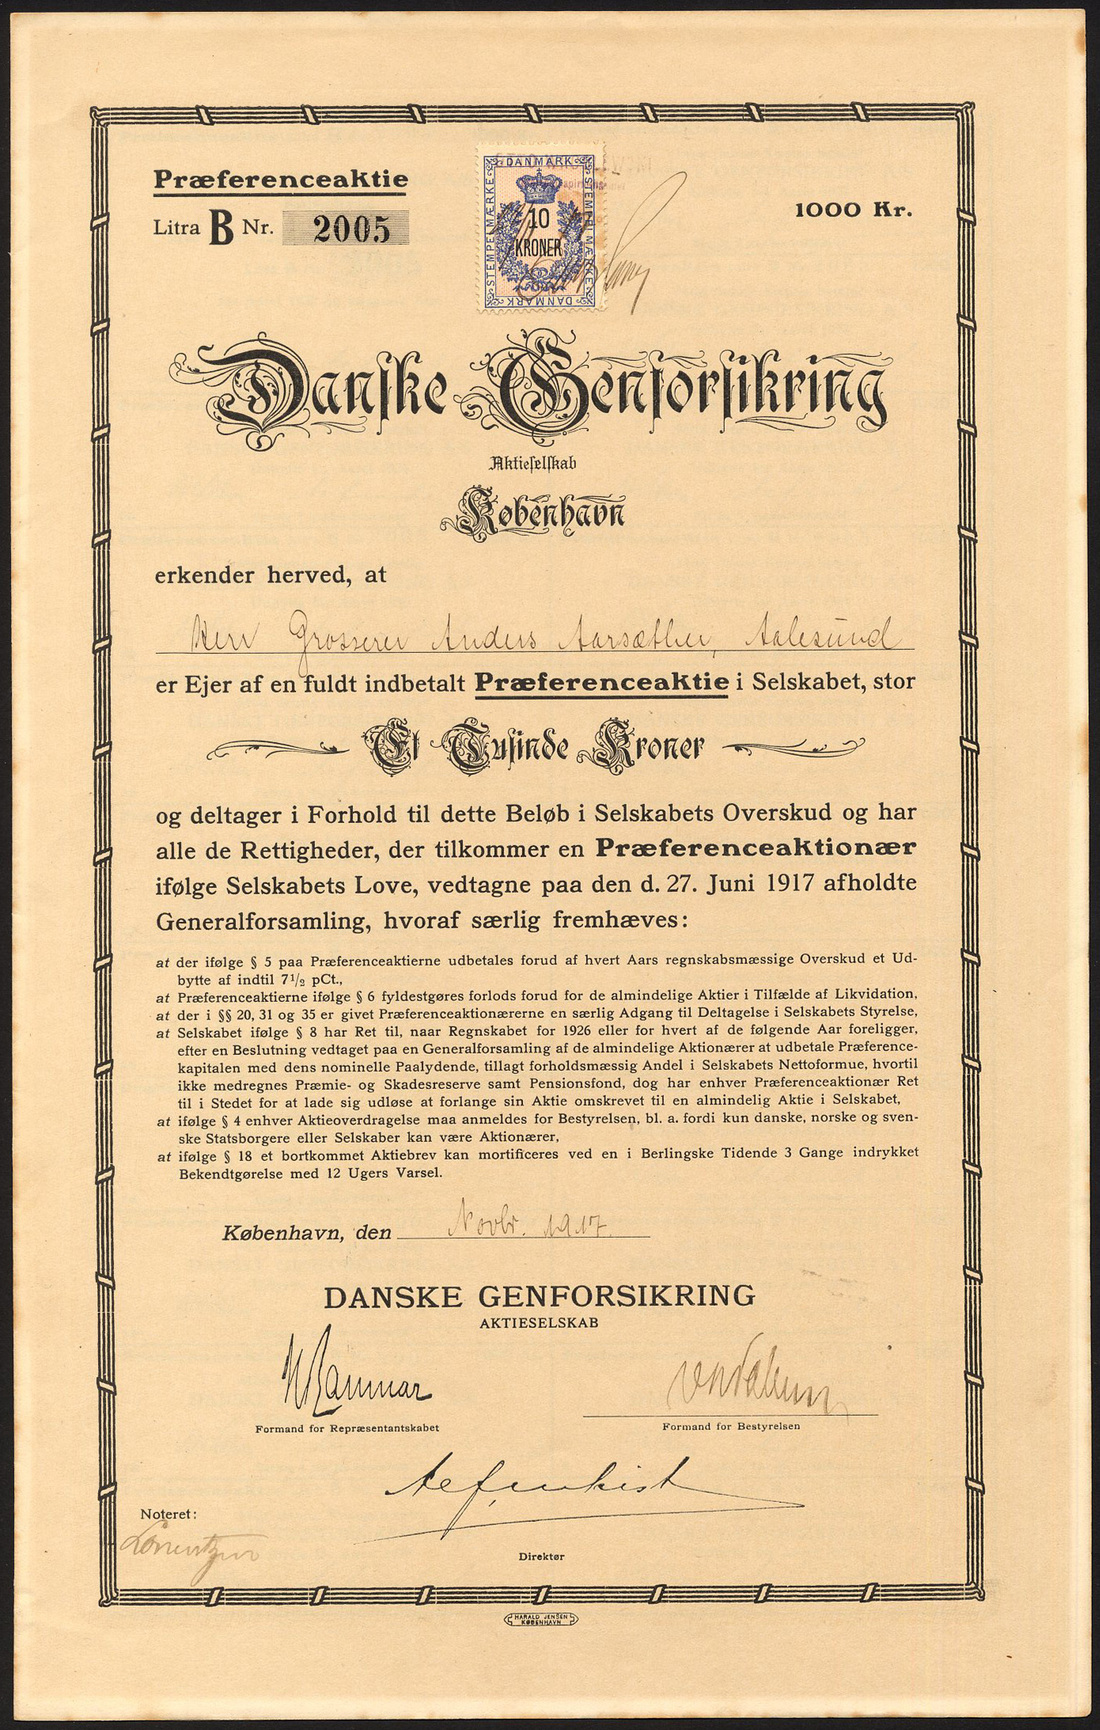 Præferenceaktie
Litra B Nr. 2005
1000 Kr.
DANMARK
STEMPELMÆRKE
STEMPELMÆRKE
10
KRONER
DANMARK
Danske Genforsikring
Aktieselskab
København
erkender herved, at
Herr Grosserer Anders Aarsæther, Aalesund
er Ejer af en fuldt indbetalt Præferenceaktie i Selskabet, stor
Et Tusinde Kroner
og deltager i Forhold til dette Beløb i Selskabets Overskud og har
alle de Rettigheder, der tilkommer en Præferenceaktionær
ifølge Selskabets Love, vedtagne paa den d. 27. Juni 1917 afholdte
Generalforsamling, hvoraf særlig fremhæves:
at der ifølge § 5 paa Præferenceaktierne udbetales forud af hvert Aars regnskabsmæssige Overskud et Ud-
bytte af indtil 7 1/2 pCt.,
at Præferenceaktierne ifølge § 6 fyldestgøres forlods forud for de almindelige Aktier i Tilfælde af Likvidation,
at der i §§ 20, 31 og 35 er givet Præferenceaktionærerne en særlig Adgang til Deltagelse i Selskabets Styrelse,
at Selskabet ifølge § 8 har Ret til, naar Regnskabet for 1926 eller for hvert af de følgende Aar foreligger,
efter en Beslutning vedtaget paa en Generalforsamling af de almindelige Aktionærer at udbetale Præference-
kapitalen med dens nominelle Paalydende, tillagt forholdsmæssig Andel i Selskabets Nettoformue, hvortil
ikke medregnes Præmie- og Skadesreserve samt Pensionsfond, dog har enhver Præferenceaktionær Ret
til i Stedet for at lade sig udløse at forlange sin Aktie omskrevet til en almindelig Aktie i Selskabet,
at ifølge § 4 enhver Aktieoverdragelse maa anmeldes for Bestyrelsen, bl. a. fordi kun danske, norske og sven-
ske Statsborgere eller Selskaber kan være Aktionærer,
at ifølge § 18 et bortkommet Aktiebrev kan mortificeres ved en i Berlingske Tidende 3 Gange indrykket
Bekendtgørelse med 12 Ugers Varsel.
København, den Novbr. 1917.
DANSKE GENFORSIKRING
AKTIESELSKAB
Formand for Repræsentantskabet
Formand for Bestyrelsen
Noteret:
Lorentzen
Direktør
HARALD JENSEN
KØBENHAVN